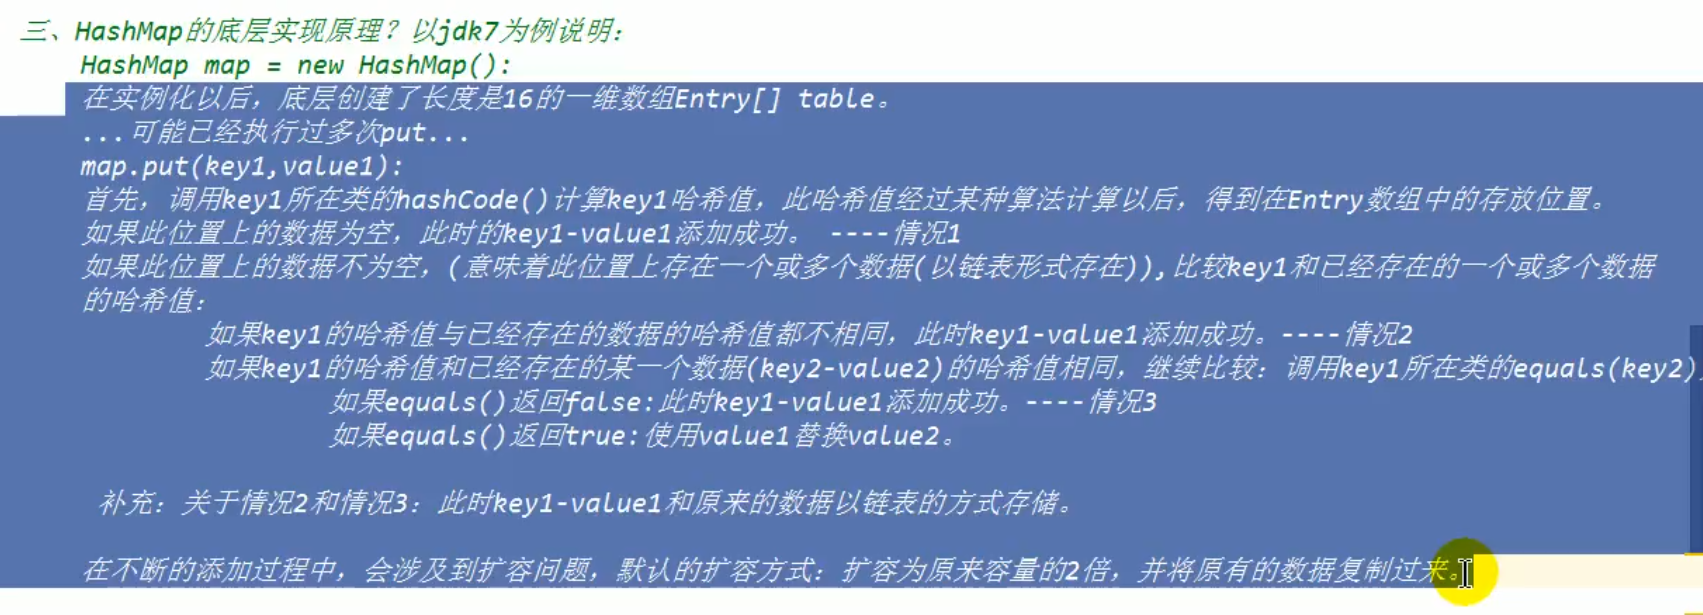 三、HashMap的底层实现原理？以jdk7为例说明：
HashMap map = new HashMap():
在实例化以后，底层创建了长度是16的一维数组Entry[] table。
...可能已经执行过多次put...
map.put(key1,value1):
首先，调用key1所在类的hashCode()计算key1哈希值，此哈希值经过某种算法计算以后，得到在Entry数组中的存放位置。
如果此位置上的数据为空，此时的key1-value1添加成功。 ----情况1
如果此位置上的数据不为空，(意味着此位置上存在一个或多个数据(以链表形式存在)),比较key1和已经存在的一个或多个数据
的哈希值：
如果key1的哈希值与已经存在的数据的哈希值都不相同，此时key1-value1添加成功。----情况2
如果key1的哈希值和已经存在的某一个数据(key2-value2)的哈希值相同，继续比较：调用key1所在类的equals(key2)
如果equals()返回false:此时key1-value1添加成功。----情况3
如果equals()返回true:使用value1替换value2。
补充：关于情况2和情况3：此时key1-value1和原来的数据以链表的方式存储。
在不断的添加过程中，会涉及到扩容问题，默认的扩容方式：扩容为原来容量的2倍，并将原有的数据复制过来。